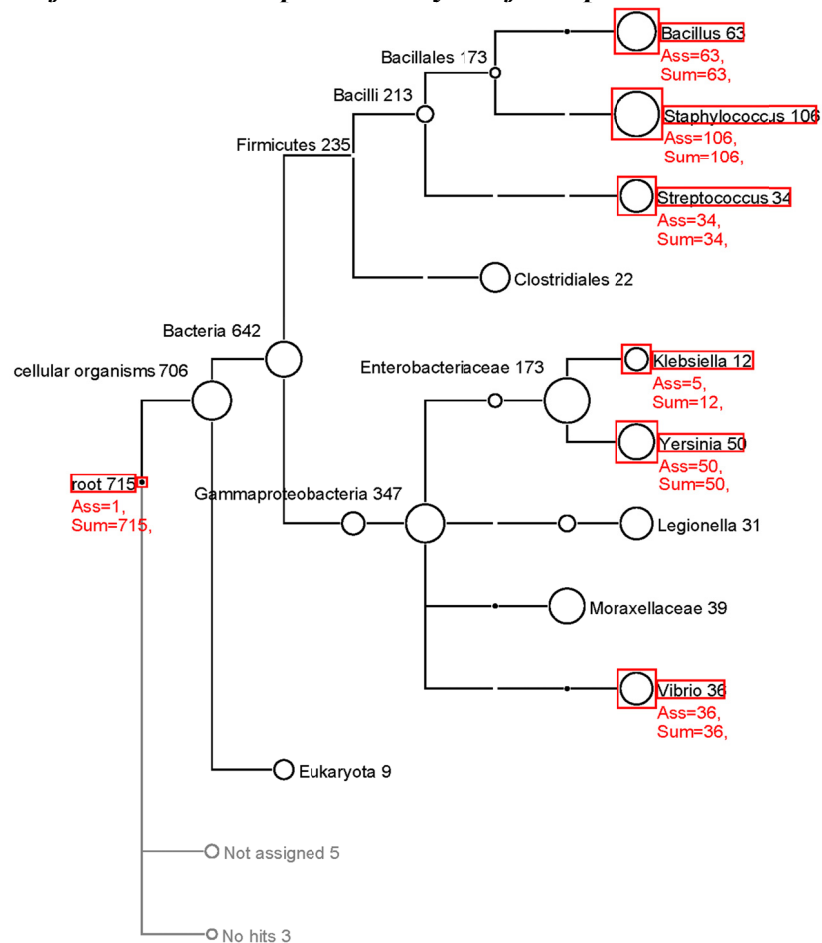 Bacillus 63
Ass=63,
Sum=63,
Bacillales 173
Bacilli 213
Staphylococcus 106
Ass=106,
Sum=106,
Firmicutes 235
Streptococcus 34
Ass=34,
Sum=34,
Clostridiales 22
Bacteria 642
cellular organisms 706
Enterobacteriaceae 173
Klebsiella 12
Ass=5,
Sum=12,
Yersinia 50
Ass=50,
Sum=50,
root 715
Ass=1,
Sum=715,
Gammaproteobacteria 347
Legionella 31
Moraxellaceae 39
Vibrio 36
Ass=36,
Sum=36,
Eukaryota 9
Not assigned 5
No hits 3